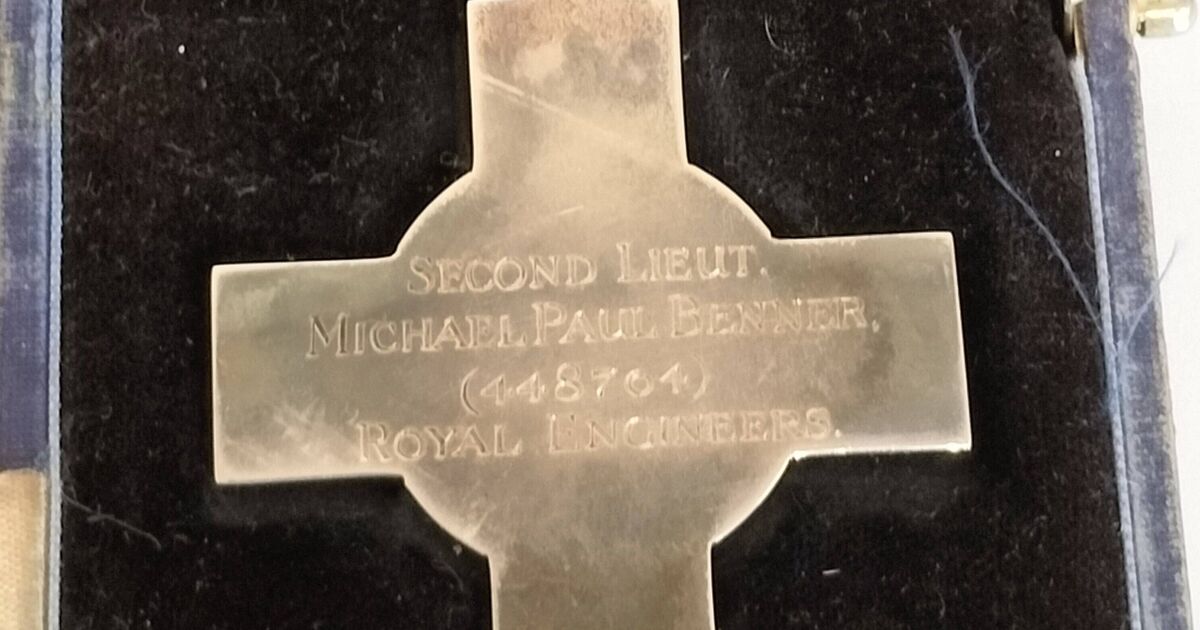 SECOND LIEUT.
MICHAEL PAUL BENNER,
(448764)
ROYAL ENGINEERS.